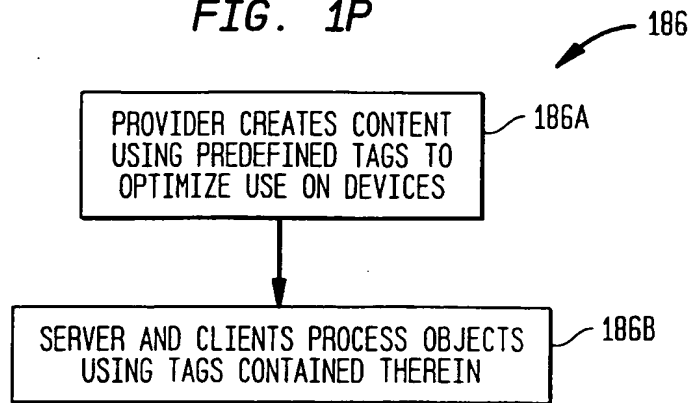 FIG. 1P
186
PROVIDER CREATES CONTENT
USING PREDEFINED TAGS TO
OPTIMIZE USE ON DEVICES
186A
SERVER AND CLIENTS PROCESS OBJECTS
USING TAGS CONTAINED THEREIN
186B